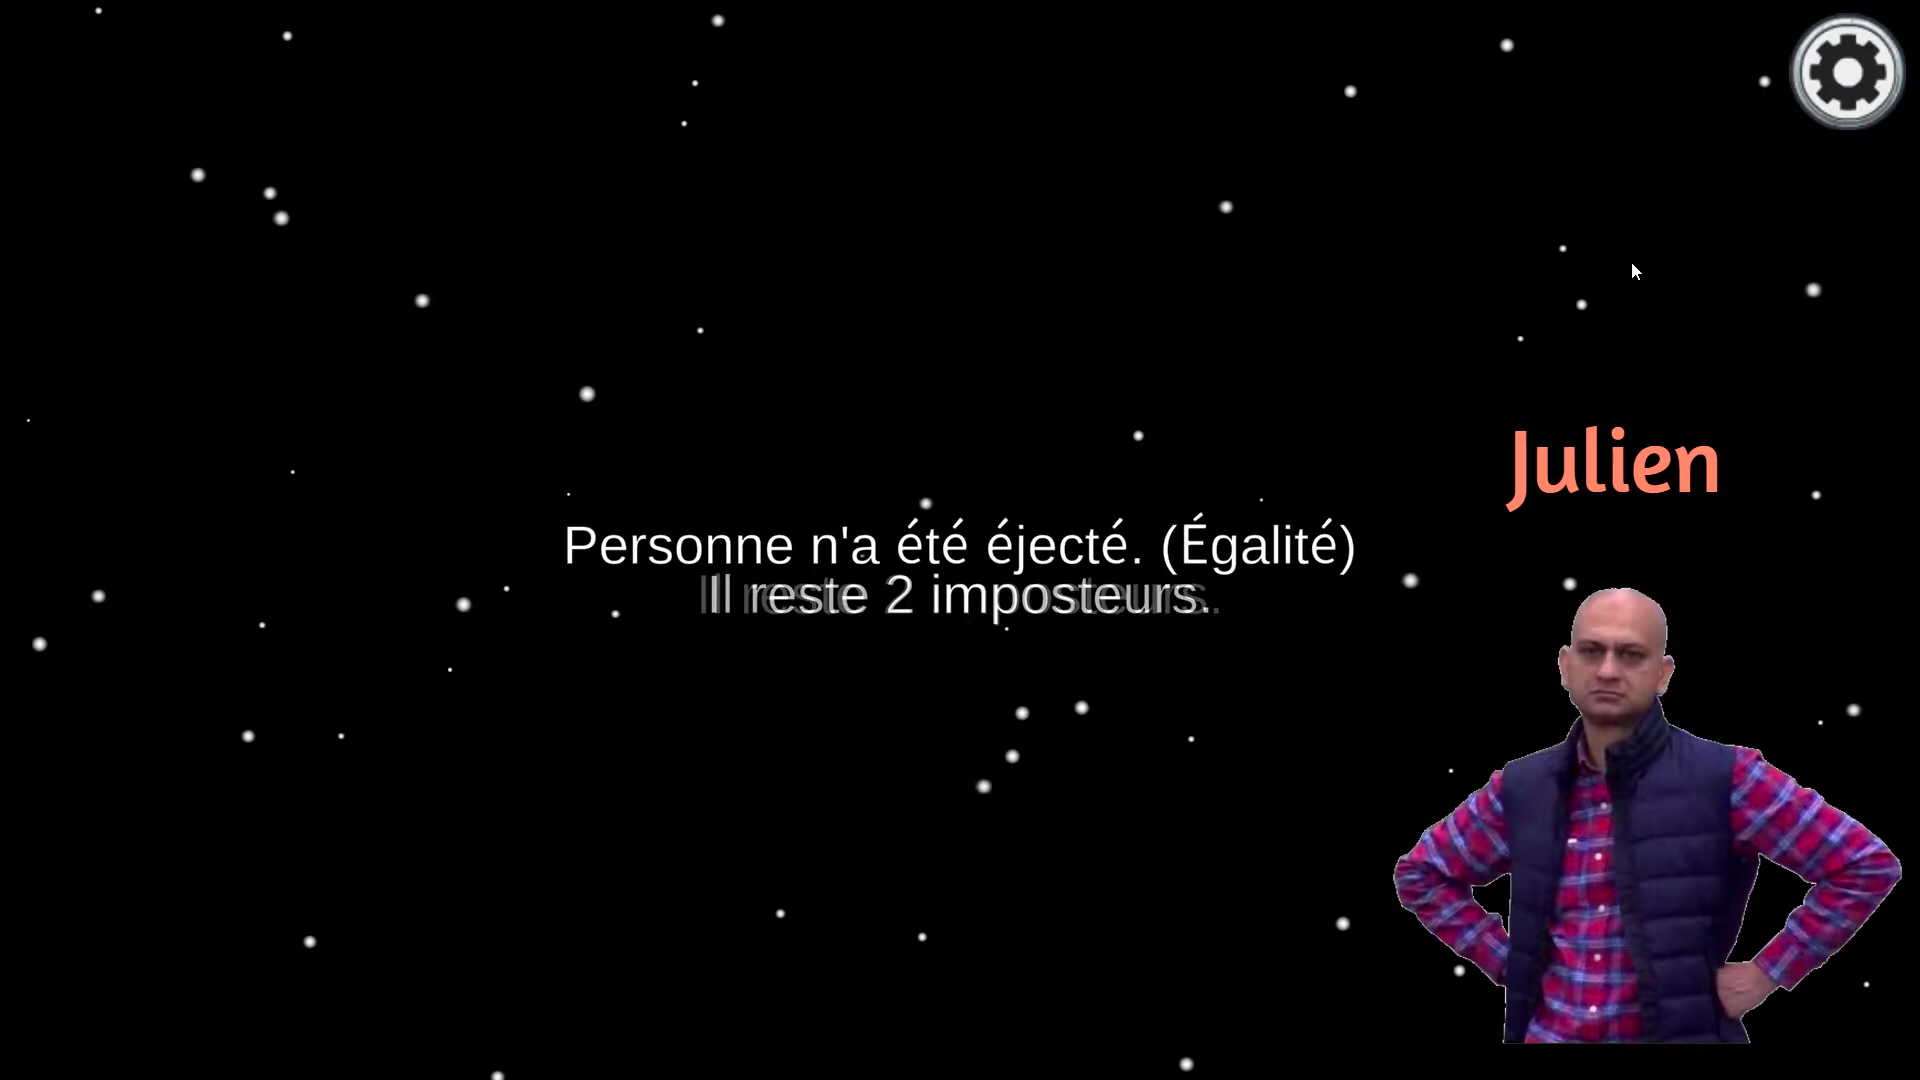 Julien
Personne n'a été éjecté. (Égalité)
Il reste 2 imposteurs.